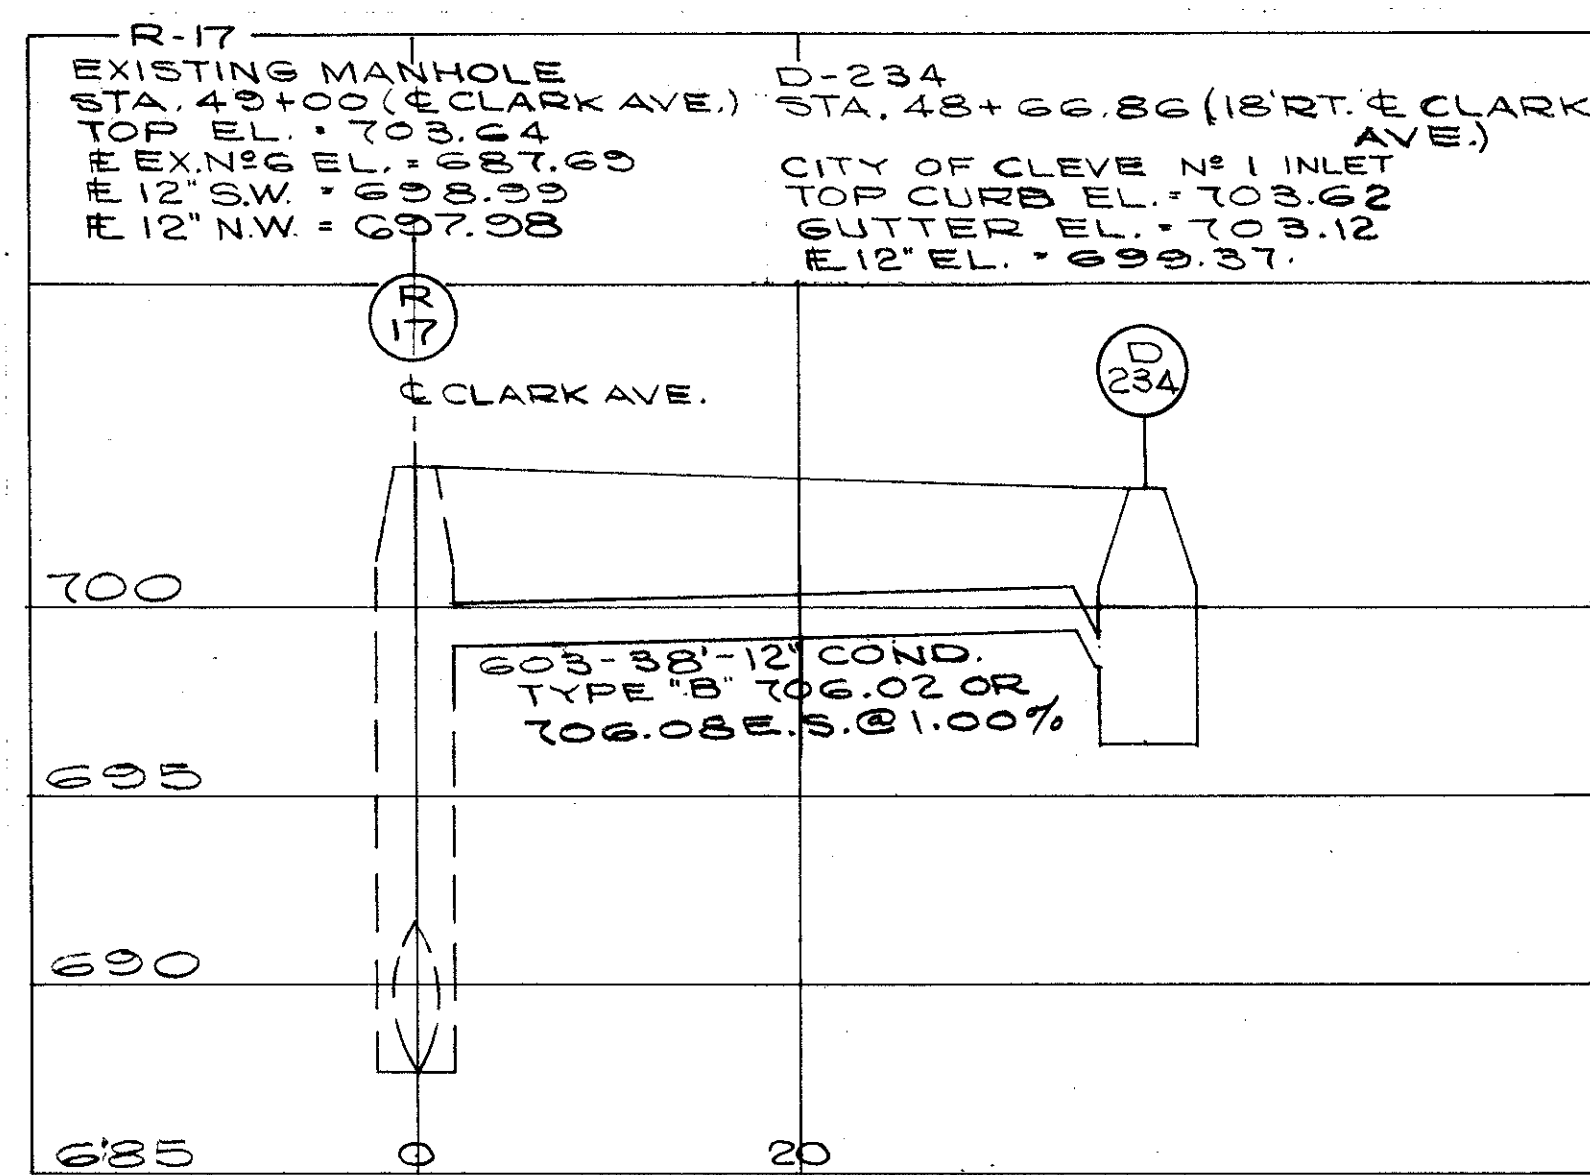 R-17
EXISTING MANHOLE
STA. 49+00 (℄ CLARK AVE.)
TOP EL. = 703.64
℄ EX. Nº6 EL. = 687.69
℄ 12" S.W. = 698.99
℄ 12" N.W. = 697.98
D-234
STA. 48+66.86 (18' RT. ℄ CLARK
AVE.)
CITY OF CLEVE Nº 1 INLET
TOP CURB EL. = 703.62
GUTTER EL. = 703.12
℄ 12" EL. = 699.37.
R
17
℄ CLARK AVE.
D
234
700
603-38'-12" COND.
TYPE "B" 706.02 OR
706.08 E.S. @ 1.00%
695
690
685
0
20